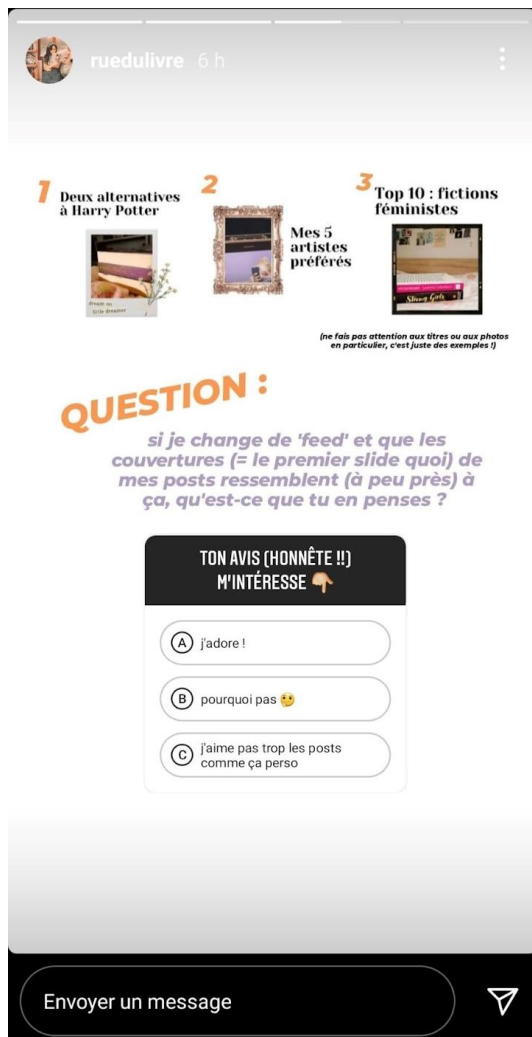 ruedulivre 6 h
1
Deux alternatives
à Harry Potter
dream on
little dreamer
2
Mes 5
artistes
préférés
3
Top 10 : fictions
féministes
Strong Girls
(ne fais pas attention aux titres ou aux photos
en particulier, c'est juste des exemples !)
QUESTION :
si je change de 'feed' et que les
couvertures (= le premier slide quoi) de
mes posts ressemblent (à peu près) à
ça, qu'est-ce que tu en penses ?
TON AVIS (HONNÊTE !!)
M'INTÉRESSE 👇🏼
A j'adore !
B pourquoi pas 🤔
C j'aime pas trop les posts
comme ça perso
Envoyer un message